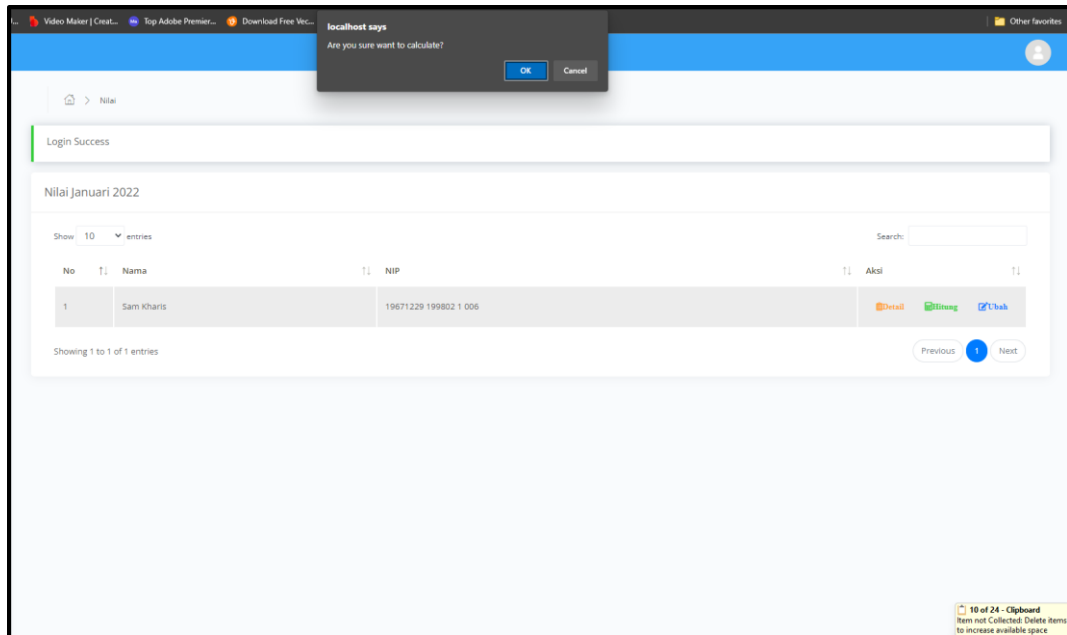 Video Maker | Creat... Top Adobe Premier... Download Free Vec... Other favorites
localhost says
Are you sure want to calculate?
OK Cancel
Nilai
Login Success
Nilai Januari 2022
Show 10 entries Search:
No Nama NIP Aksi
1 Sam Kharis 19671229 199802 1 006 Detail Hitung Ubah
Showing 1 to 1 of 1 entries Previous 1 Next
10 of 24 - Clipboard
Item not Collected: Delete items
to increase available space